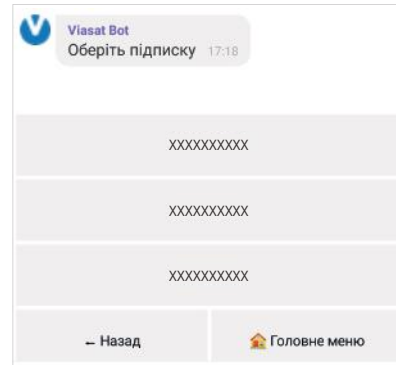 Viasat Bot
Оберіть підписку 17:18
XXXXXXXXXX
XXXXXXXXXX
XXXXXXXXXX
← Назад
🏠 Головне меню